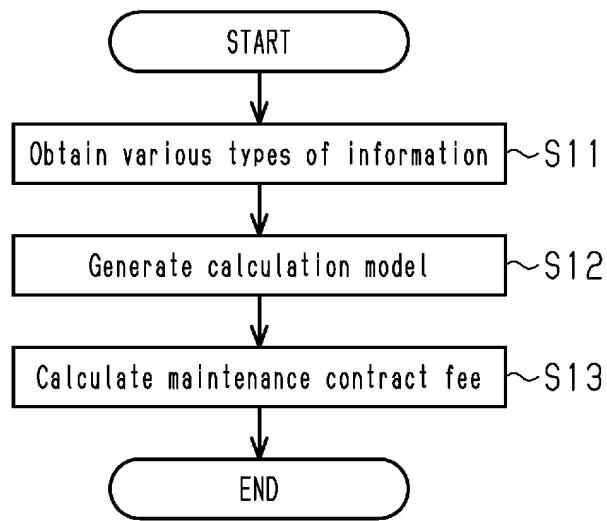 START
Obtain various types of information
S11
Generate calculation model
S12
Calculate maintenance contract fee
S13
END